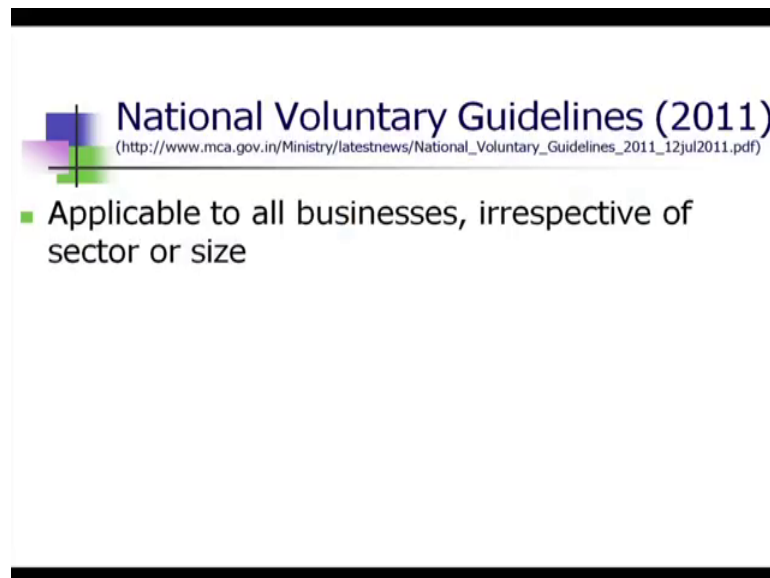 National Voluntary Guidelines (2011)
(http://www.mca.gov.in/Ministry/latestnews/National_Voluntary_Guidelines_2011_12jul2011.pdf)
Applicable to all businesses, irrespective of
sector or size